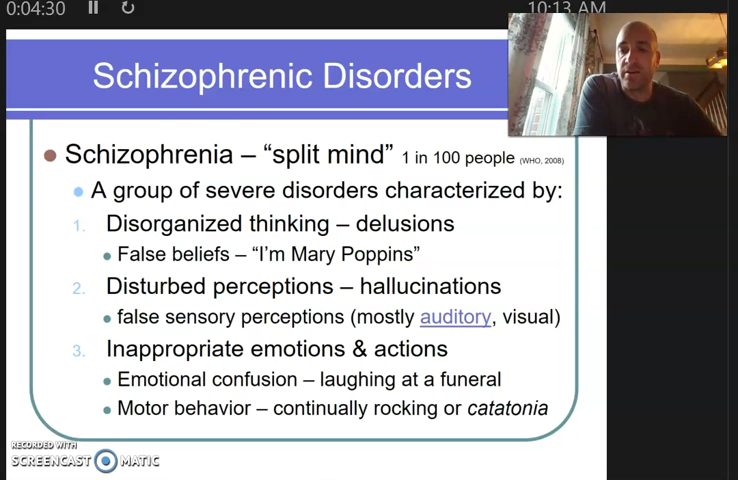 0:04:30
10:13 AM
Schizophrenic Disorders
Schizophrenia – “split mind” 1 in 100 people (WHO, 2008)
A group of severe disorders characterized by:
1. Disorganized thinking – delusions
False beliefs – “I’m Mary Poppins”
2. Disturbed perceptions – hallucinations
false sensory perceptions (mostly auditory, visual)
3. Inappropriate emotions & actions
Emotional confusion – laughing at a funeral
Motor behavior – continually rocking or catatonia
RECORDED WITH
SCREENCAST MATIC